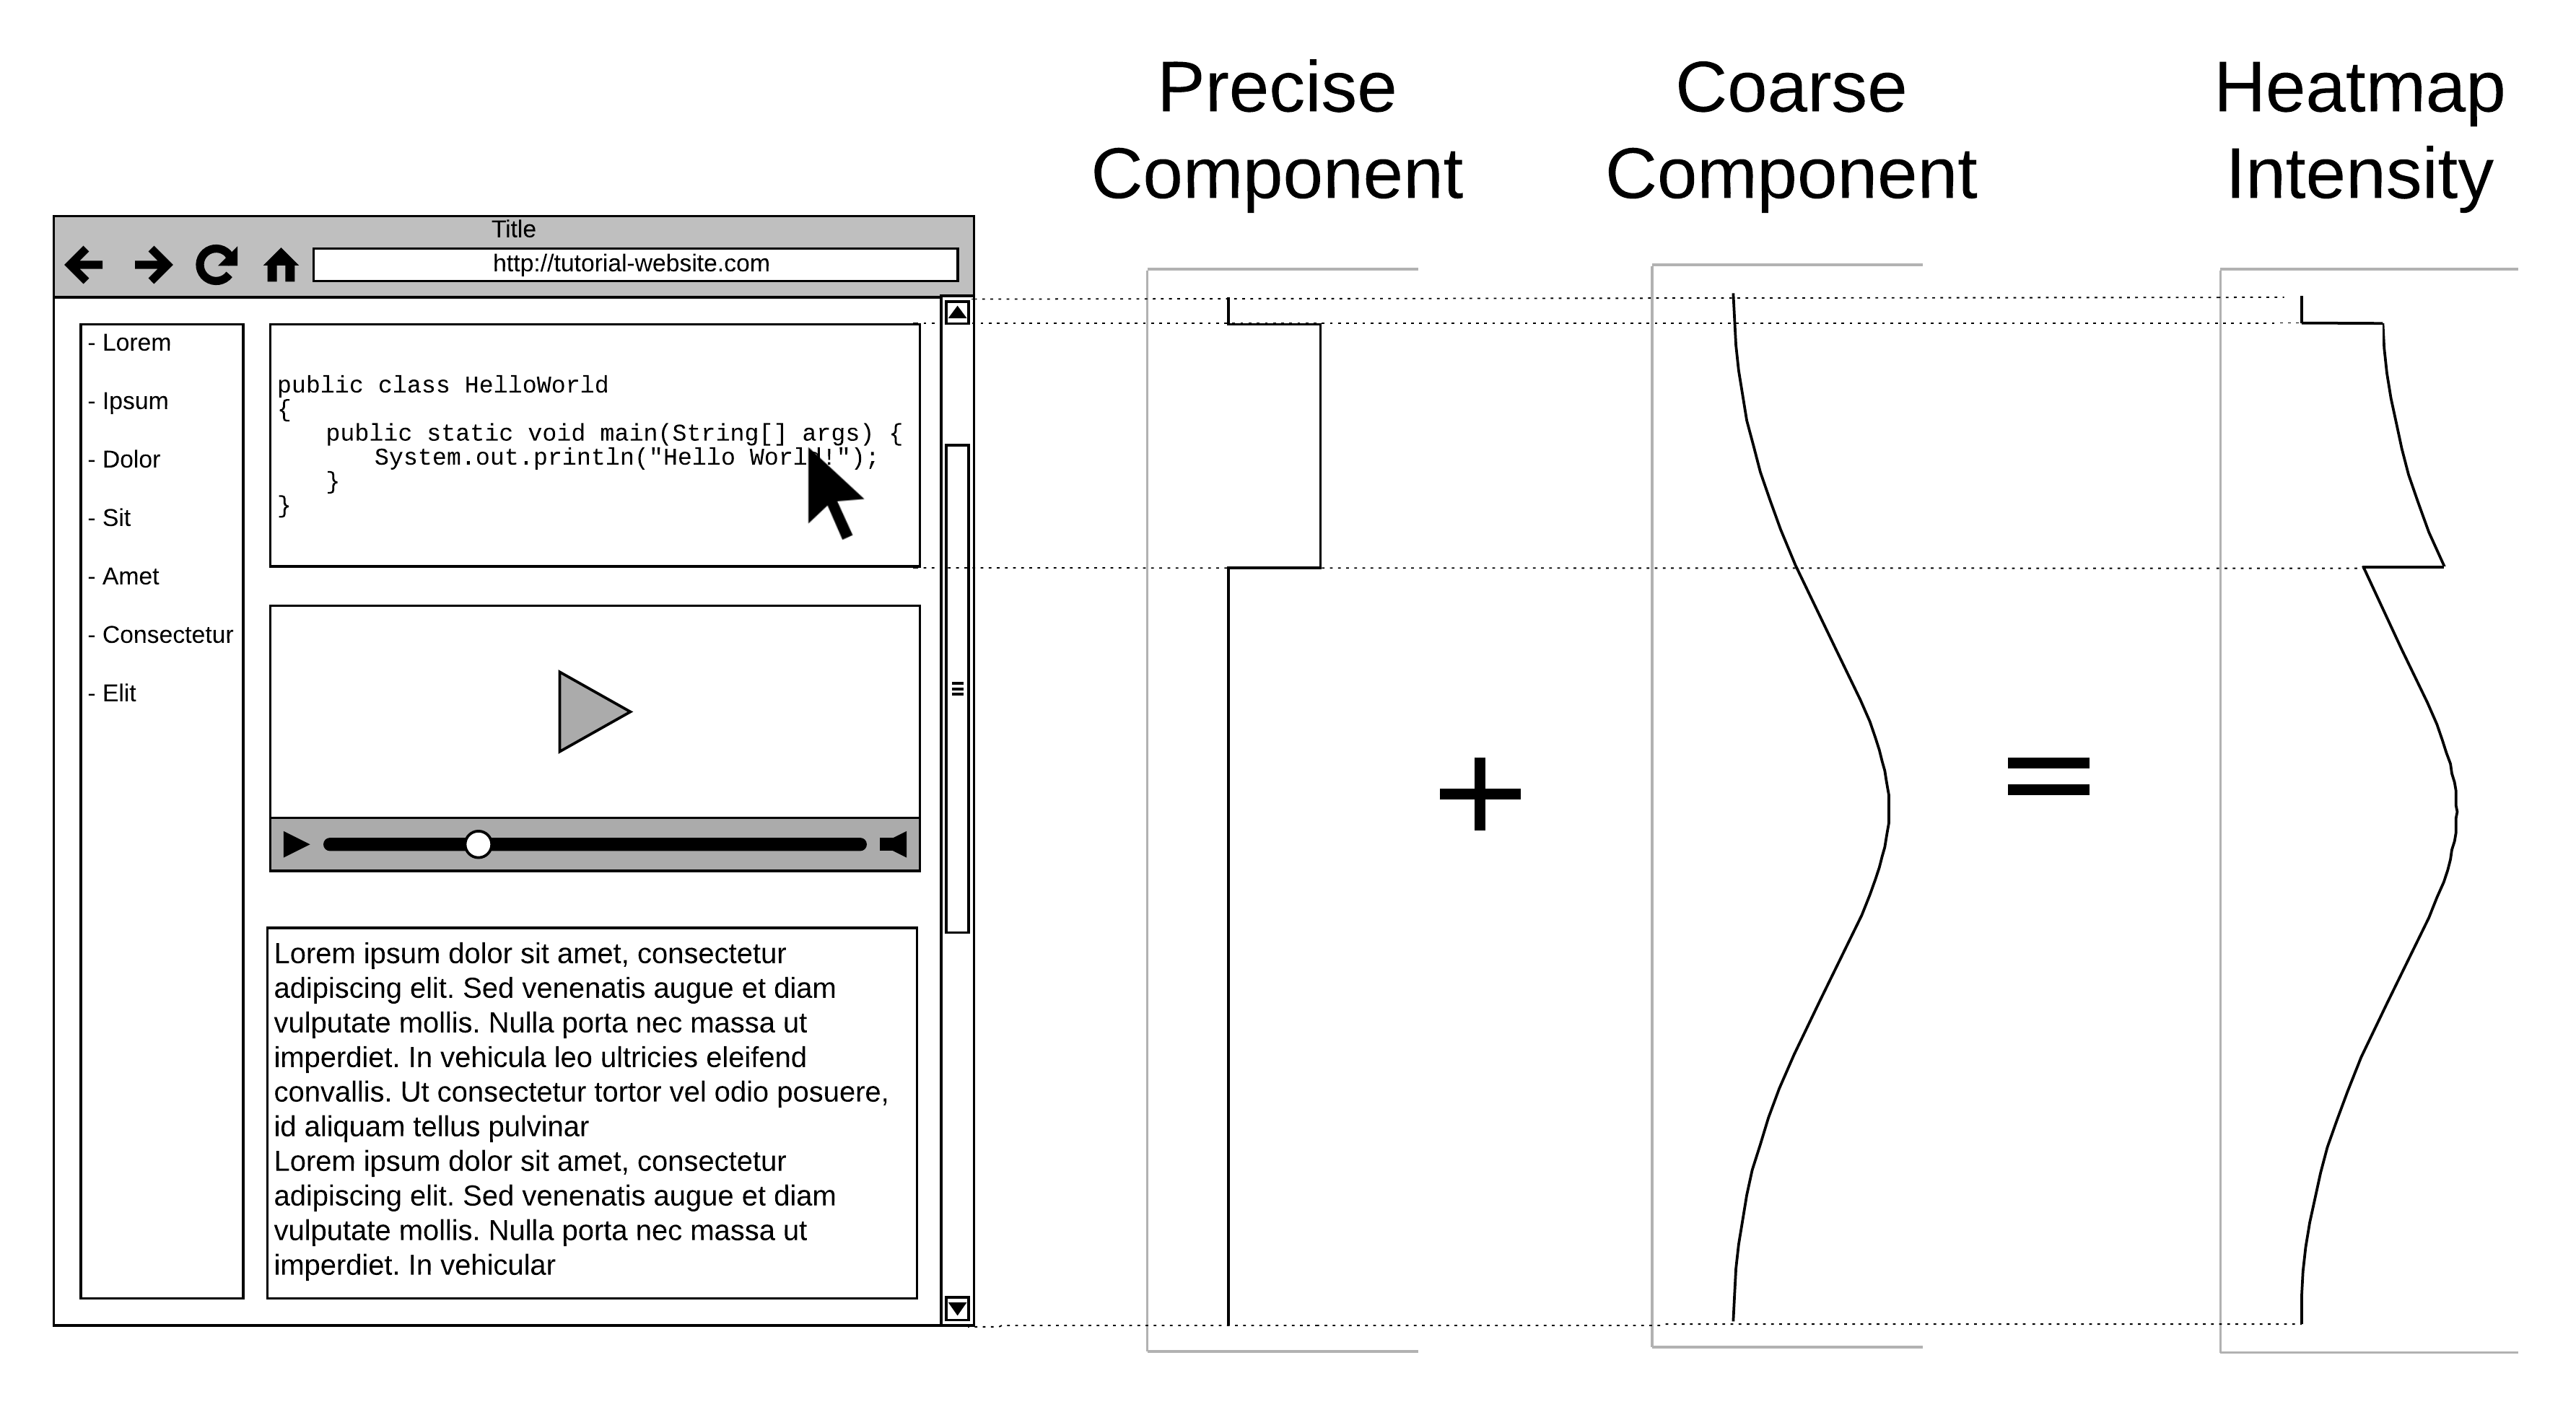 Precise
Component
Coarse
Component
Heatmap
Intensity
Title
http://tutorial-website.com
- Lorem
- Ipsum
- Dolor
- Sit
- Amet
- Consectetur
- Elit
public class HelloWorld
{
public static void main(String[] args) {
System.out.println("Hello World!");
}
}
Lorem ipsum dolor sit amet, consectetur
adipiscing elit. Sed venenatis augue et diam
vulputate mollis. Nulla porta nec massa ut
imperdiet. In vehicula leo ultricies eleifend
convallis. Ut consectetur tortor vel odio posuere,
id aliquam tellus pulvinar
Lorem ipsum dolor sit amet, consectetur
adipiscing elit. Sed venenatis augue et diam
vulputate mollis. Nulla porta nec massa ut
imperdiet. In vehicular
+
=